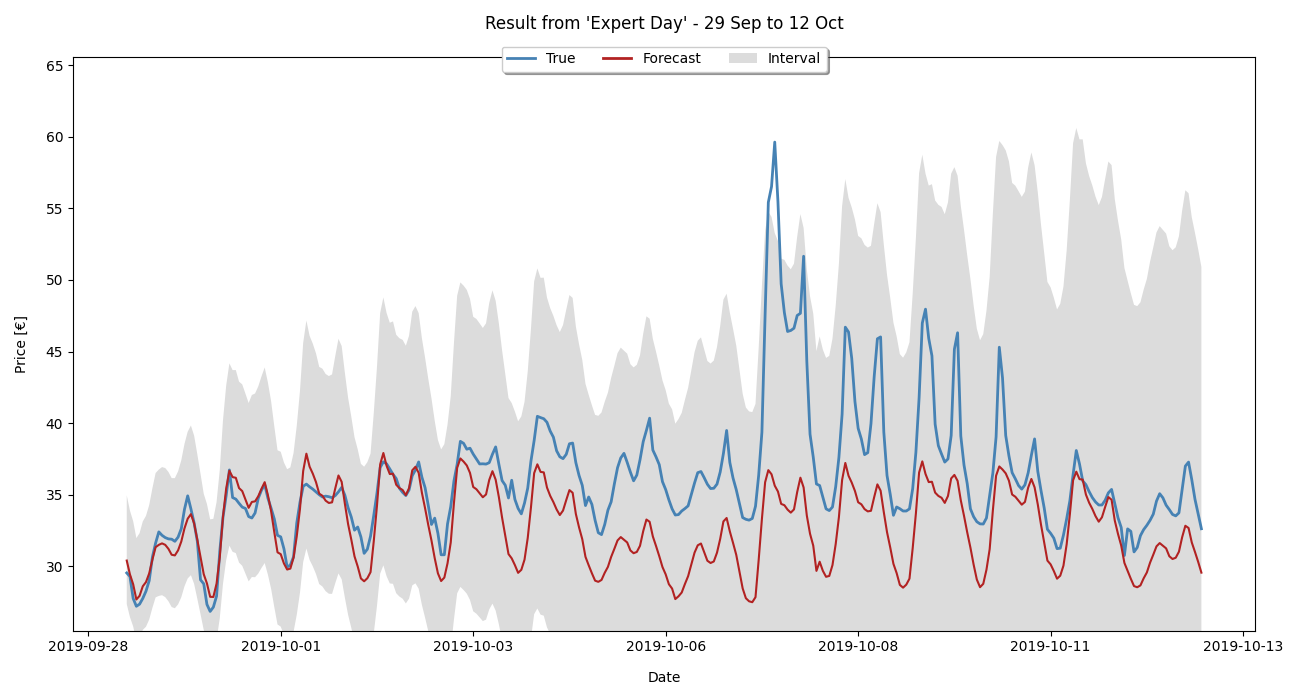 Result from 'Expert Day' - 29 Sep to 12 Oct
True Forecast Interval
65
60
55
50
45
40
35
30
Price [€]
2019-09-28 2019-10-01 2019-10-03 2019-10-06 2019-10-08 2019-10-11 2019-10-13
Date